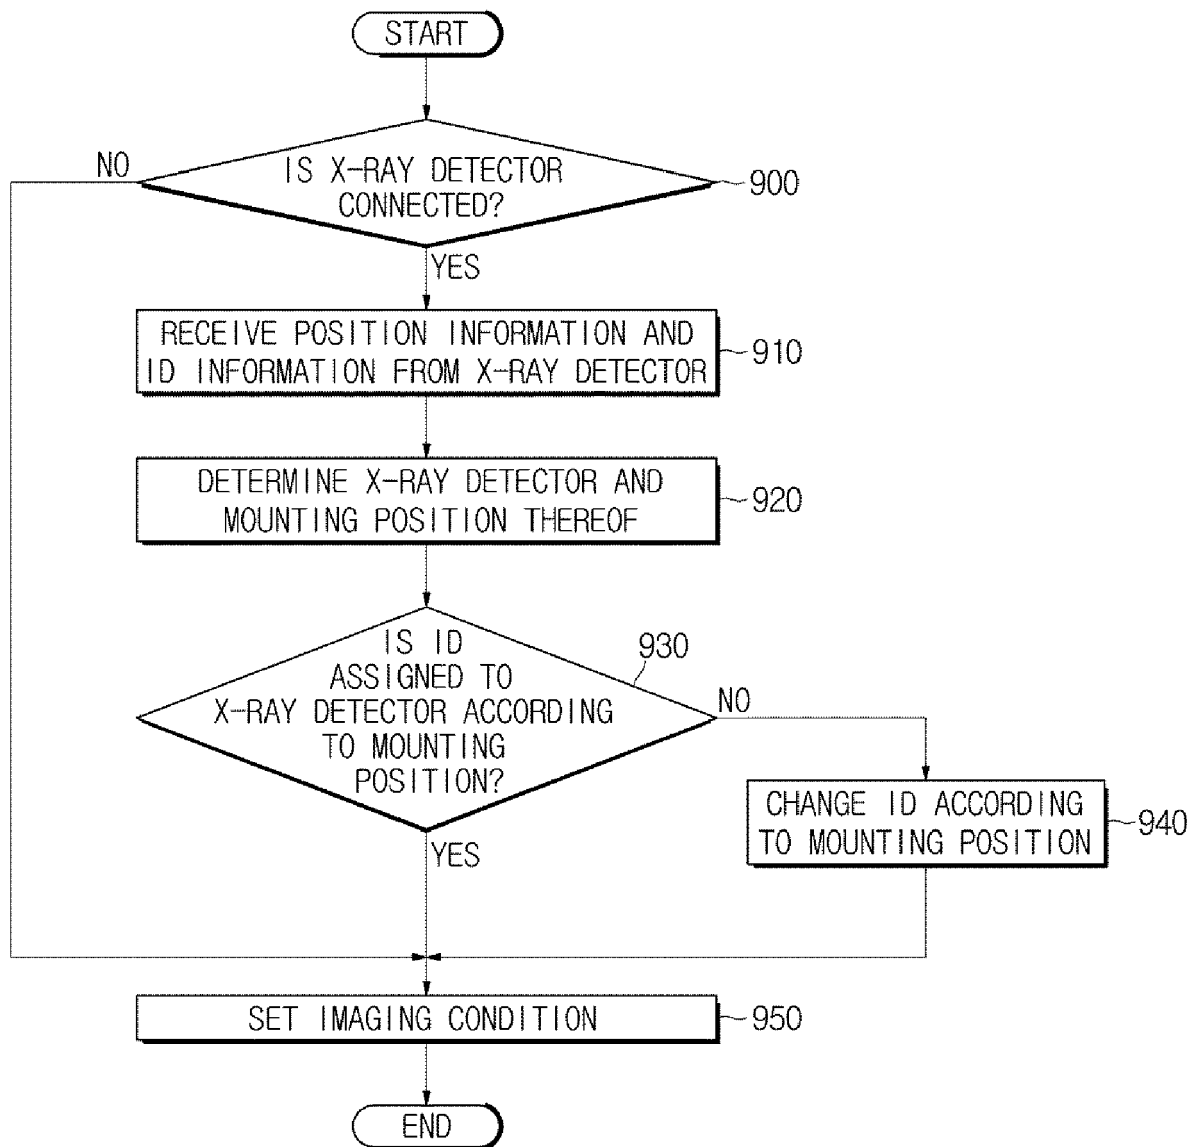 START
NO
IS X-RAY DETECTOR
CONNECTED?
900
YES
RECEIVE POSITION INFORMATION AND
ID INFORMATION FROM X-RAY DETECTOR
910
DETERMINE X-RAY DETECTOR AND
MOUNTING POSITION THEREOF
920
IS ID
ASSIGNED TO
X-RAY DETECTOR ACCORDING
TO MOUNTING
POSITION?
930
NO
CHANGE ID ACCORDING
TO MOUNTING POSITION
940
YES
SET IMAGING CONDITION
950
END